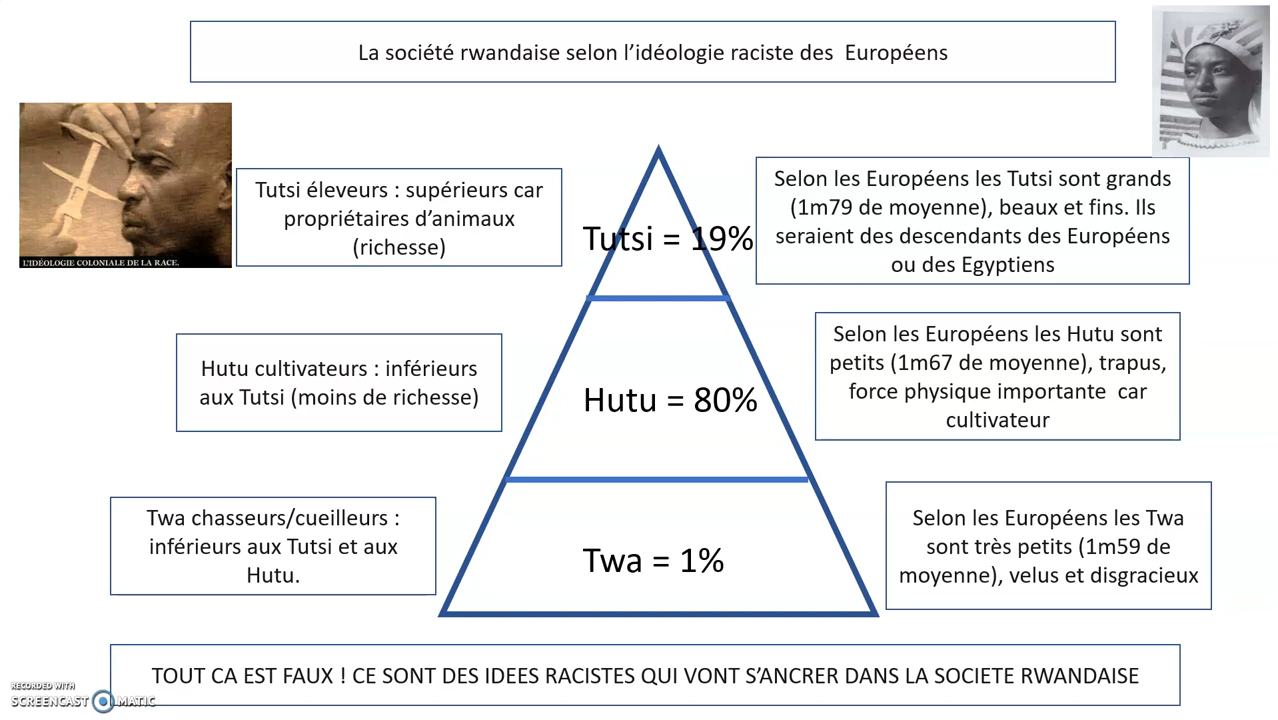 La société rwandaise selon l’idéologie raciste des  Européens
L'IDÉOLOGIE COLONIALE DE LA RACE.
Tutsi éleveurs : supérieurs car
propriétaires d’animaux
(richesse)
Tutsi = 19%
Selon les Européens les Tutsi sont grands
(1m79 de moyenne), beaux et fins. Ils
seraient des descendants des Européens
ou des Egyptiens
Hutu cultivateurs : inférieurs
aux Tutsi (moins de richesse)
Hutu = 80%
Selon les Européens les Hutu sont
petits (1m67 de moyenne), trapus,
force physique importante  car
cultivateur
Twa chasseurs/cueilleurs :
inférieurs aux Tutsi et aux
Hutu.
Twa = 1%
Selon les Européens les Twa
sont très petits (1m59 de
moyenne), velus et disgracieux
TOUT CA EST FAUX ! CE SONT DES IDEES RACISTES QUI VONT S’ANCRER DANS LA SOCIETE RWANDAISE
RECORDED WITH
SCREENCAST MATIC